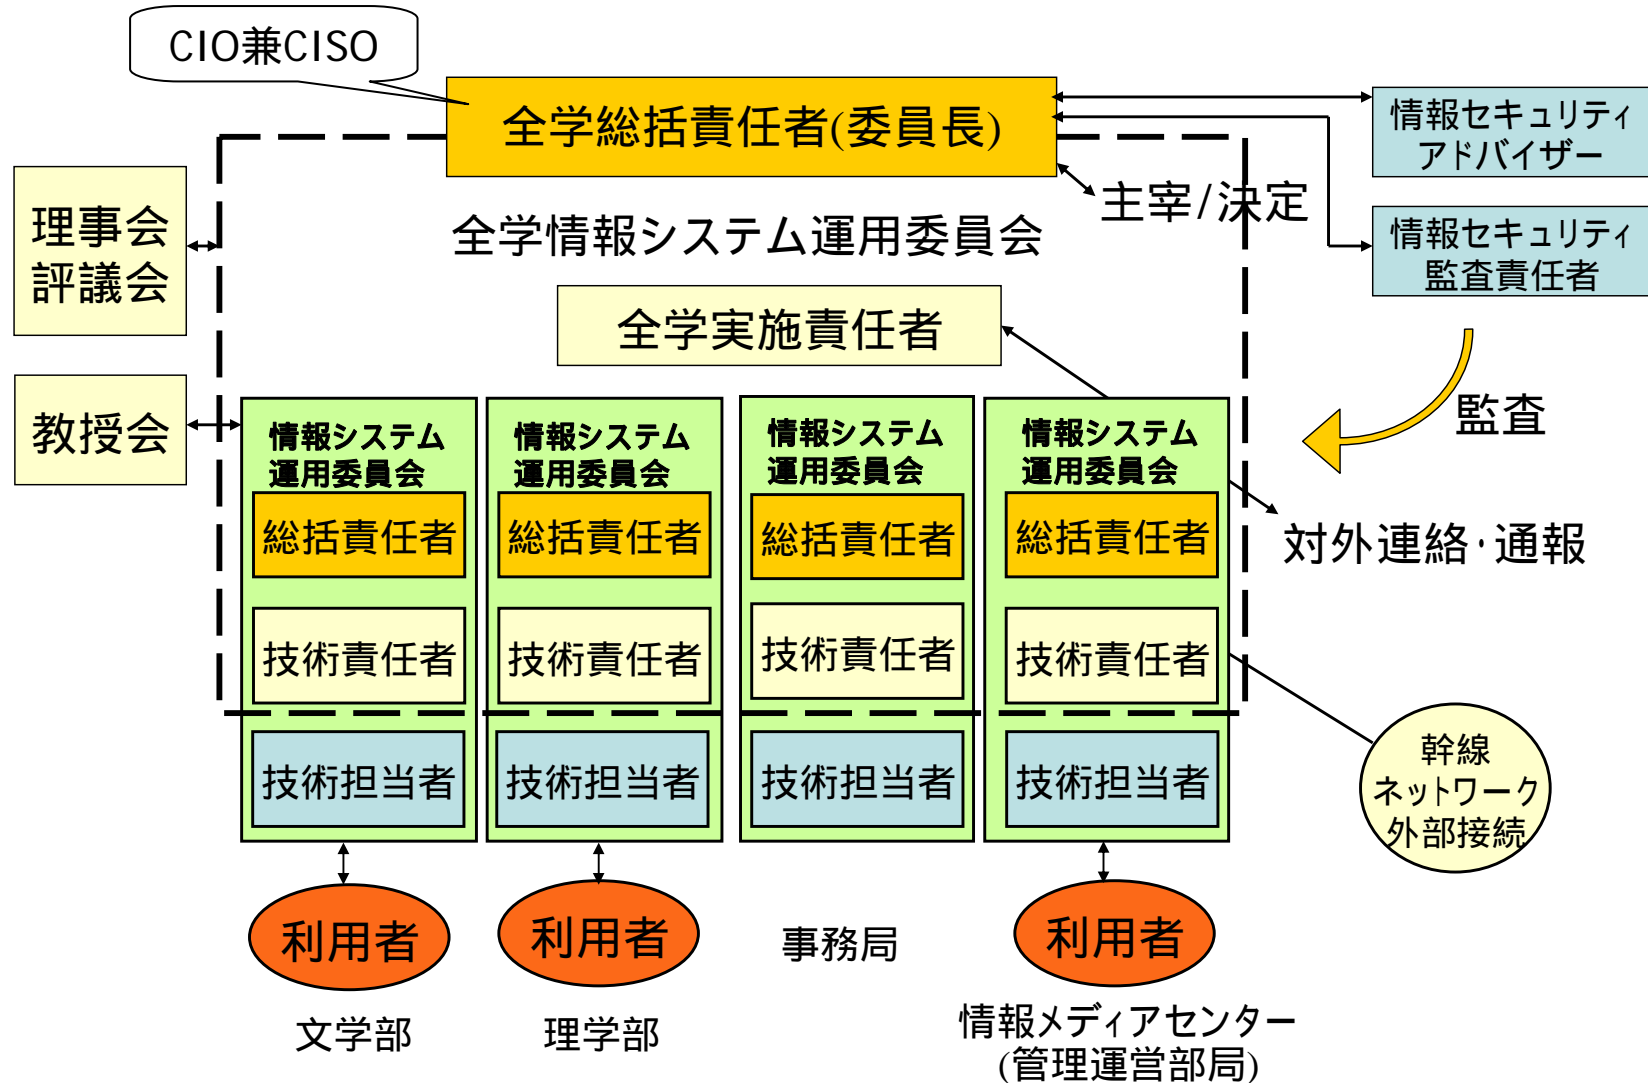 CIO兼CISO
全学総括責任者(委員長)
情報セキュリティ
アドバイザー
理事会
評議会
主宰/決定
全学情報システム運用委員会
情報セキュリティ
監査責任者
全学実施責任者
教授会
監査
情報システム
運用委員会
情報システム
運用委員会
情報システム
運用委員会
情報システム
運用委員会
総括責任者
総括責任者
総括責任者
総括責任者
対外連絡・通報
技術責任者
技術責任者
技術責任者
技術責任者
技術担当者
技術担当者
技術担当者
技術担当者
幹線
ネットワーク
外部接続
利用者
利用者
事務局
利用者
文学部
理学部
情報メディアセンター
(管理運営部局)